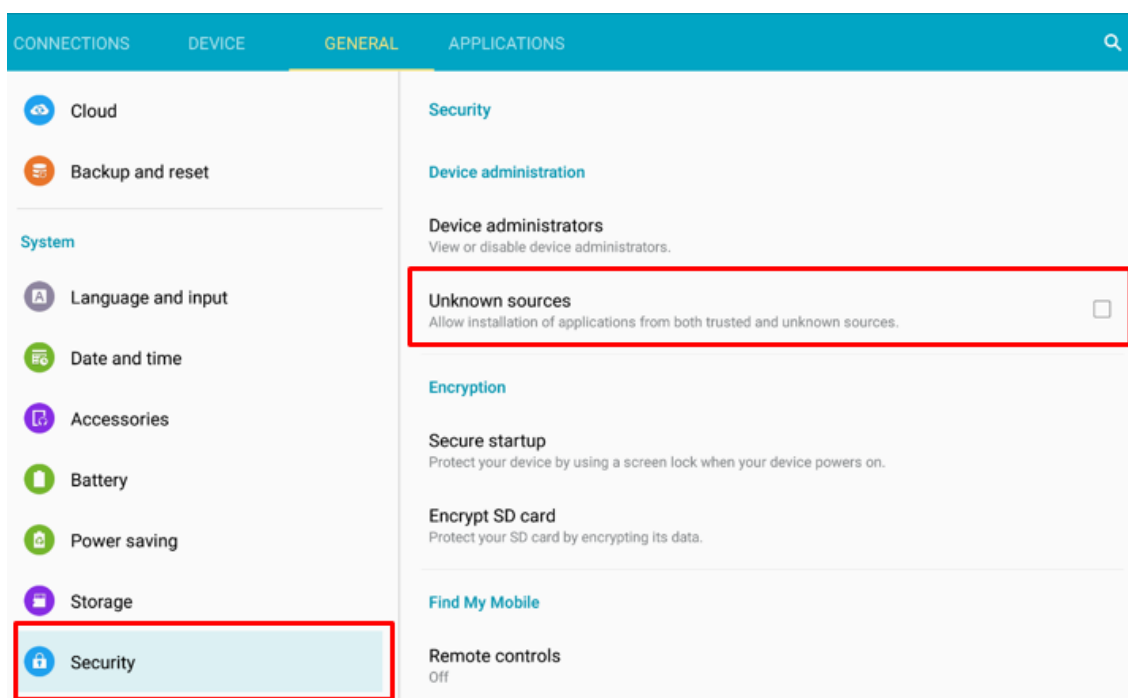 CONNECTIONS DEVICE GENERAL APPLICATIONS
Cloud
Backup and reset
System
Language and input
Date and time
Accessories
Battery
Power saving
Storage
Security
Security
Device administration
Device administrators
View or disable device administrators.
Unknown sources
Allow installation of applications from both trusted and unknown sources.
Encryption
Secure startup
Protect your device by using a screen lock when your device powers on.
Encrypt SD card
Protect your SD card by encrypting its data.
Find My Mobile
Remote controls
Off